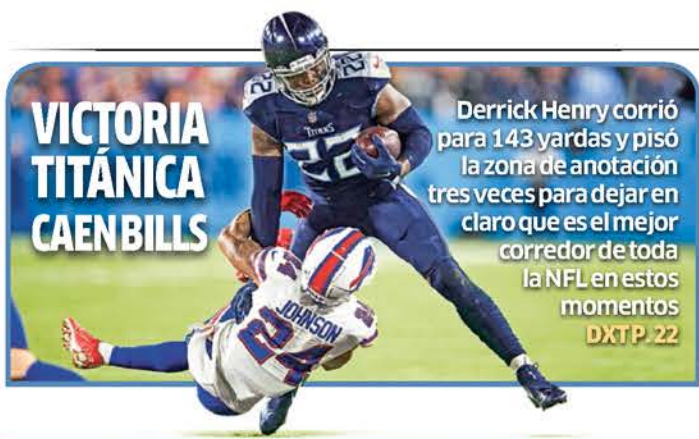 VICTORIA
TITÁNICA
CAEN BILLS
Derrick Henry corrió
para 143 yardas y pisó
la zona de anotación
tres veces para dejar en
claro que es el mejor
corredor de toda
la NFL en estos
momentos
DXT P. 22
22
22
TITANS
22
JOHNSON
24
24